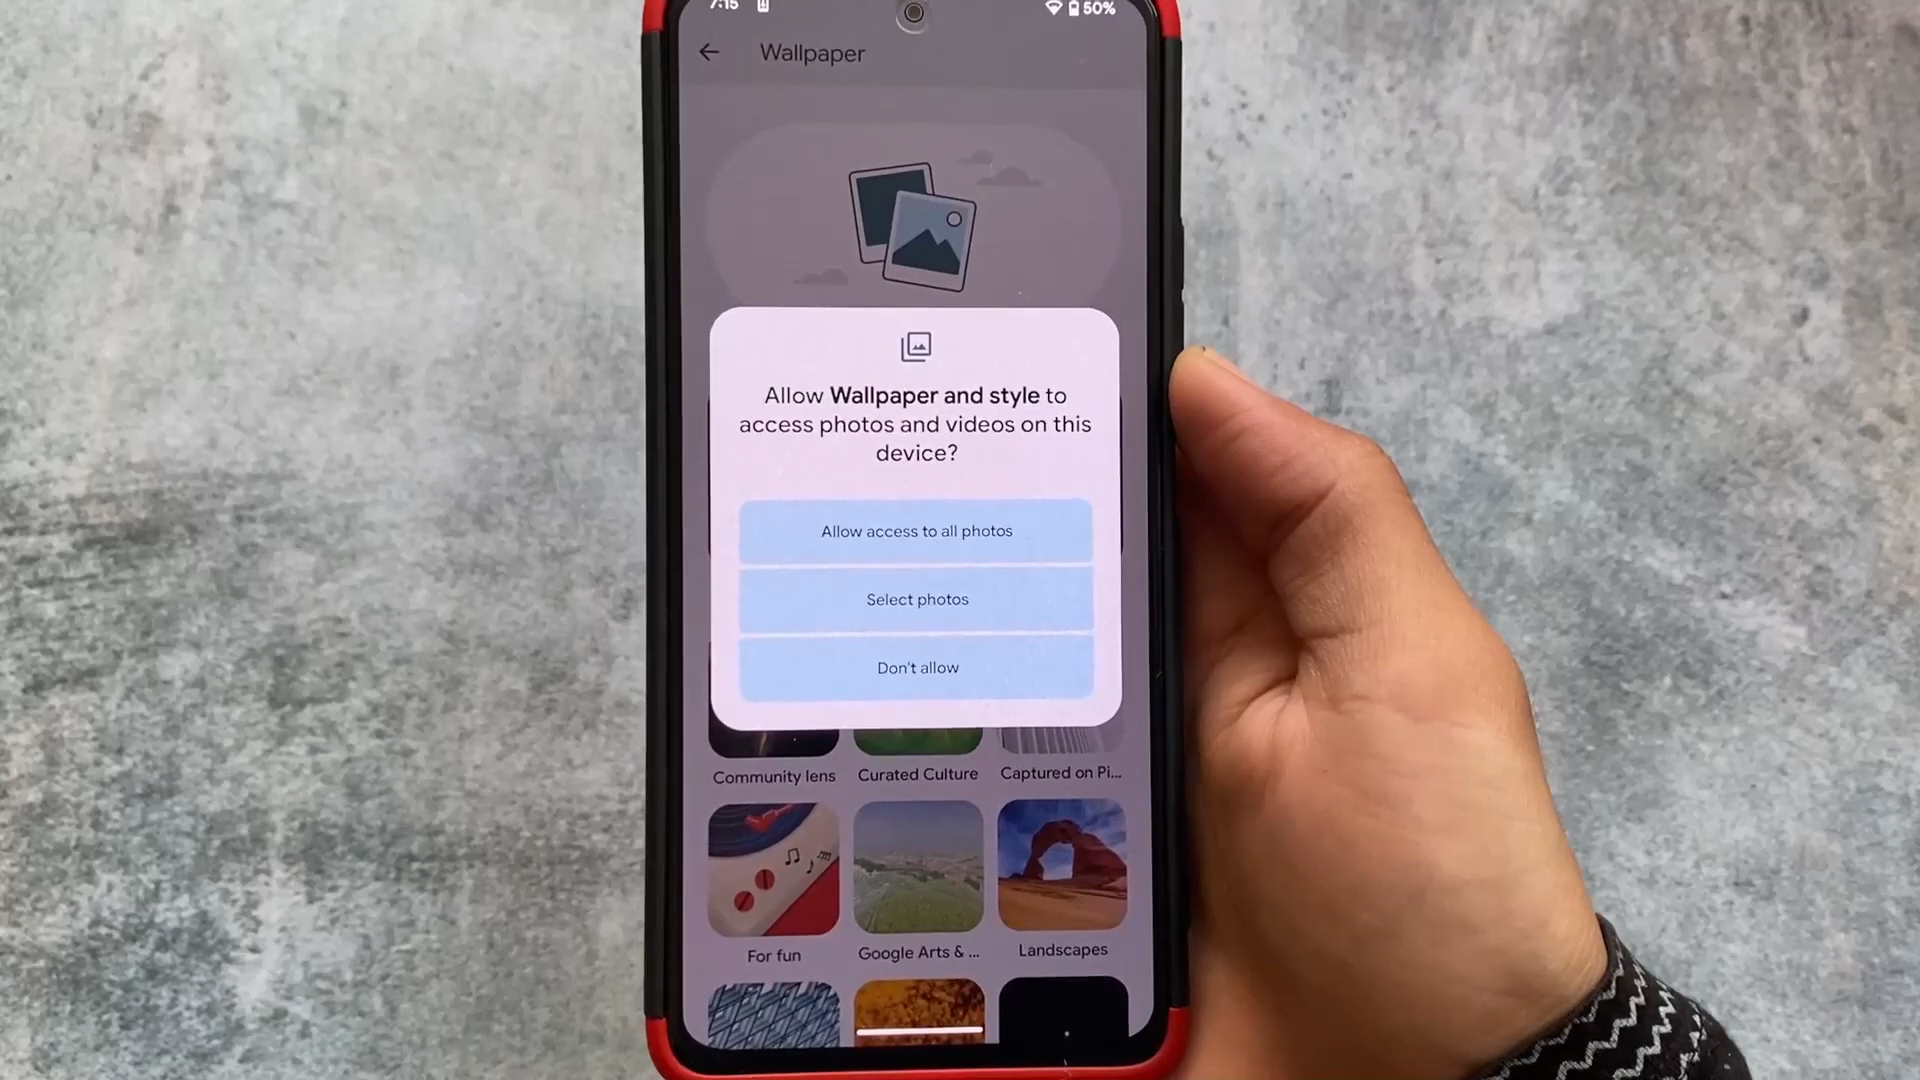 7:15 50%
Wallpaper
Allow Wallpaper and style to
access photos and videos on this
device?
Allow access to all photos
Select photos
Don't allow
Community lens Curated Culture Captured on Pi...
For fun Google Arts & ... Landscapes